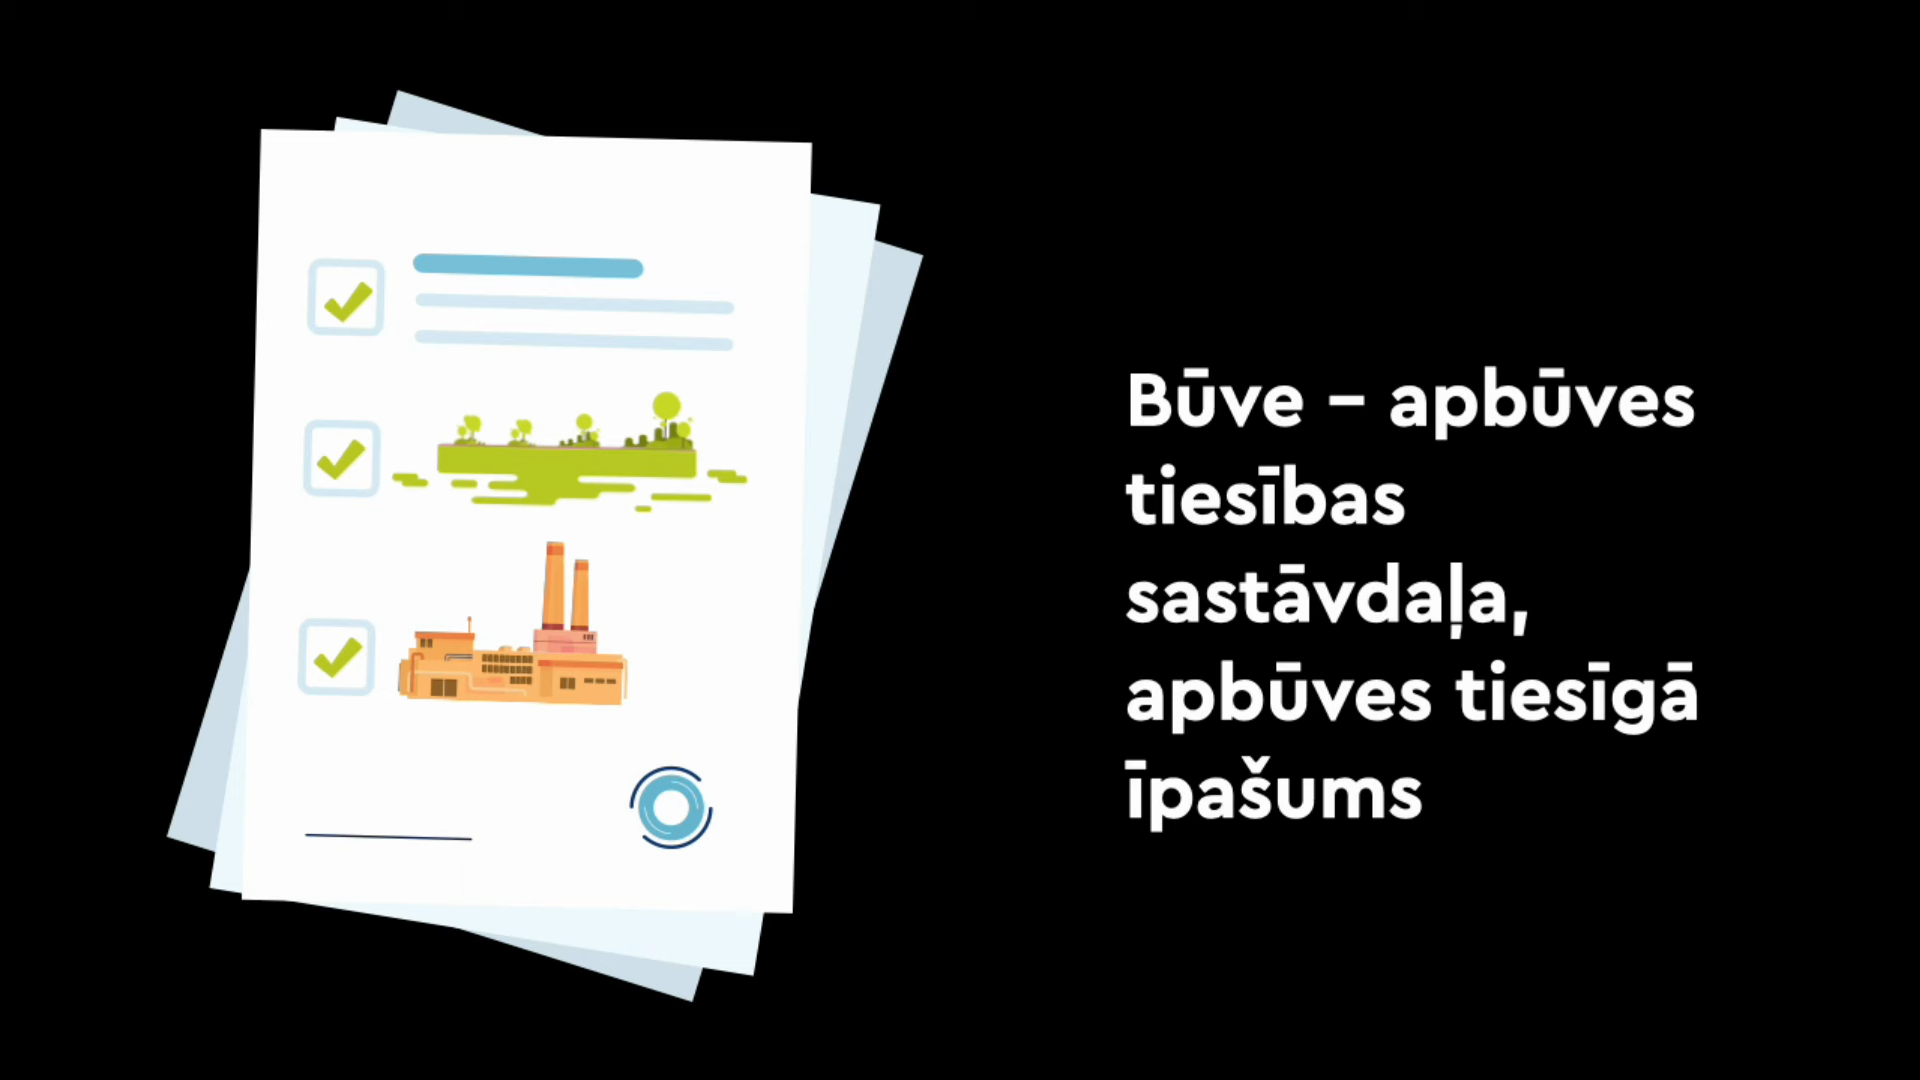 Būve – apbūves
tiesības
sastāvdaļa,
apbūves tiesīgā
īpašums